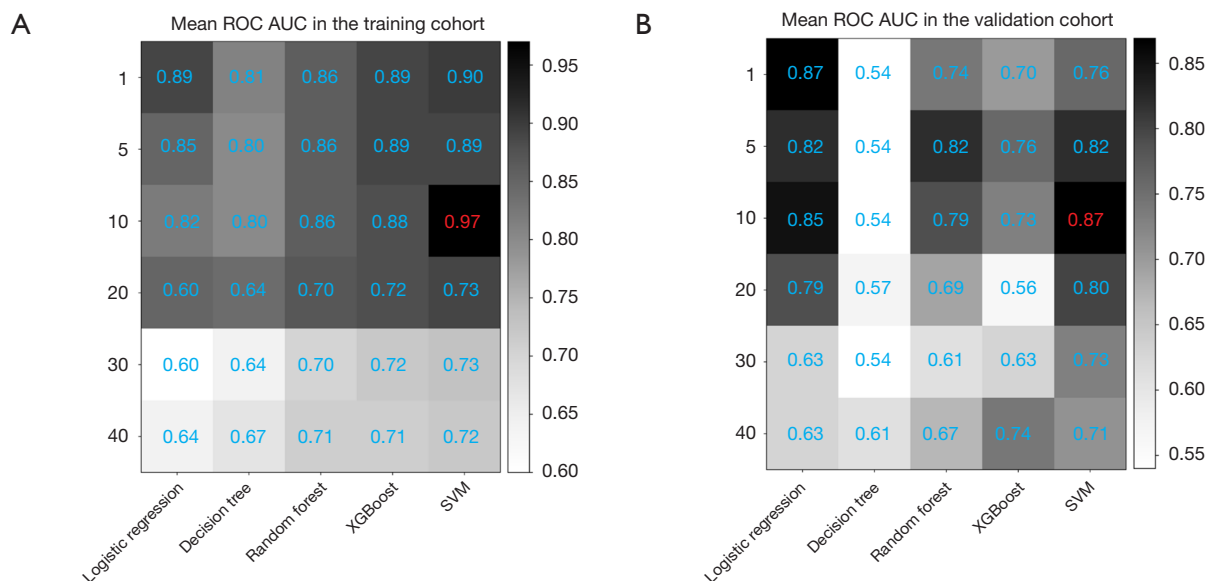 A
Mean ROC AUC in the training cohort
1 0.89 0.81 0.86 0.89 0.90
5 0.85 0.80 0.86 0.89 0.89
10 0.82 0.80 0.86 0.88 0.97
20 0.60 0.64 0.70 0.72 0.73
30 0.60 0.64 0.70 0.72 0.73
40 0.64 0.67 0.71 0.71 0.72
Logistic regression
Decision tree
Random forest
XGBoost
SVM
0.95
0.90
0.85
0.80
0.75
0.70
0.65
0.60
B
Mean ROC AUC in the validation cohort
1 0.87 0.54 0.74 0.70 0.76
5 0.82 0.54 0.82 0.76 0.82
10 0.85 0.54 0.79 0.73 0.87
20 0.79 0.57 0.69 0.56 0.80
30 0.63 0.54 0.61 0.63 0.73
40 0.63 0.61 0.67 0.74 0.71
Logistic regression
Decision tree
Random forest
XGBoost
SVM
0.85
0.80
0.75
0.70
0.65
0.60
0.55